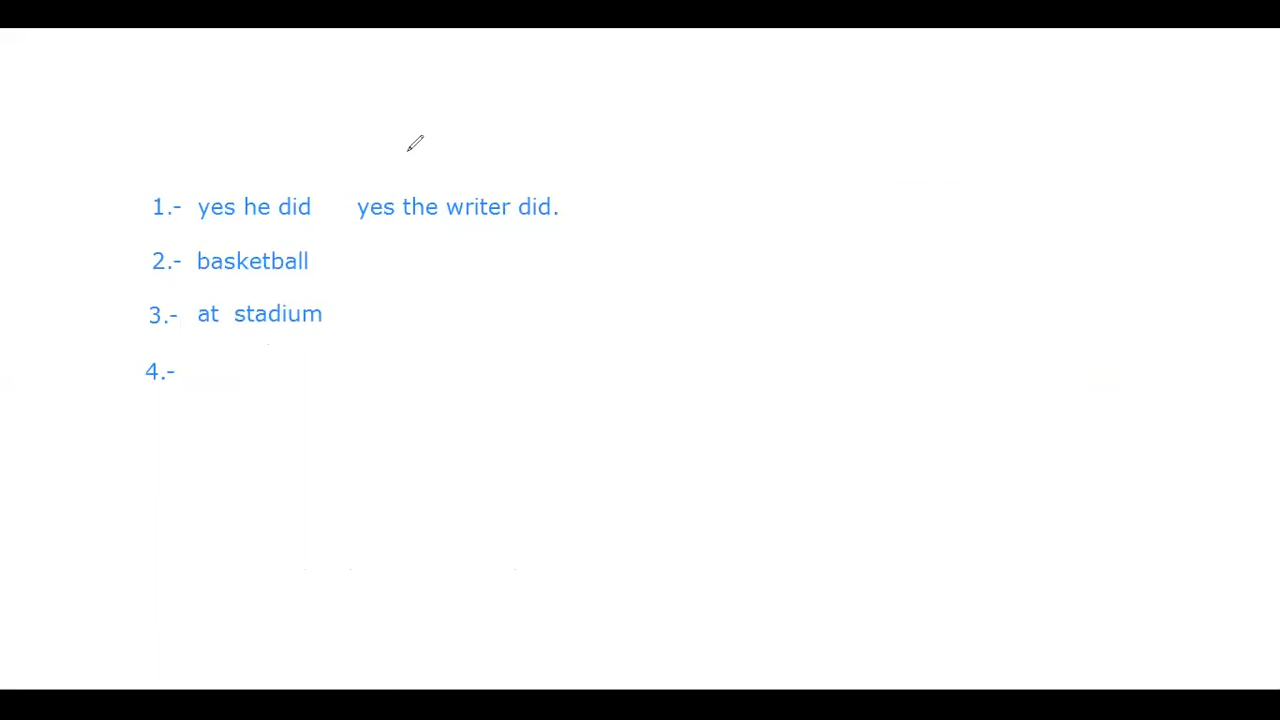 1.- yes he did yes the writer did.
2.- basketball
3.- at stadium
4.-